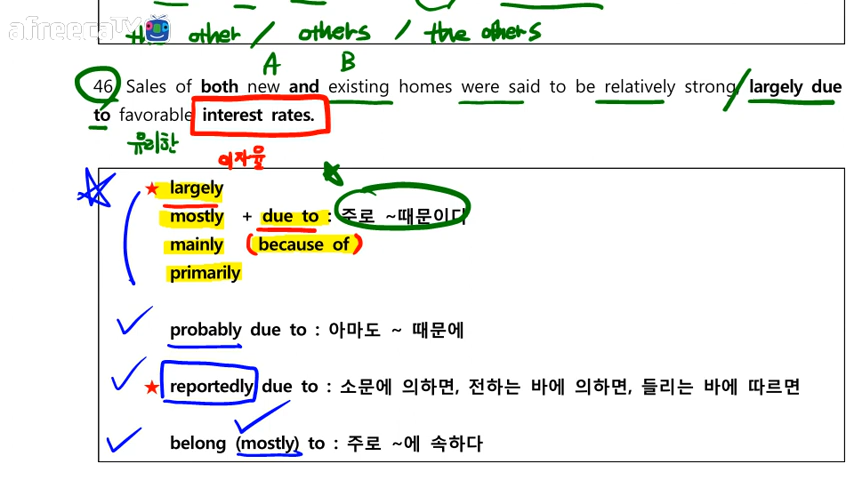 afreecaTV
the other / others / the others
A B
46 Sales of both new and existing homes were said to be relatively strong / largely due
to favorable interest rates.
유리한
이자율
★ largely
mostly + due to : 주로 ~때문이다
mainly (because of)
primarily
probably due to : 아마도 ~ 때문에
★ reportedly due to : 소문에 의하면, 전하는 바에 의하면, 들리는 바에 따르면
belong (mostly) to : 주로 ~에 속하다